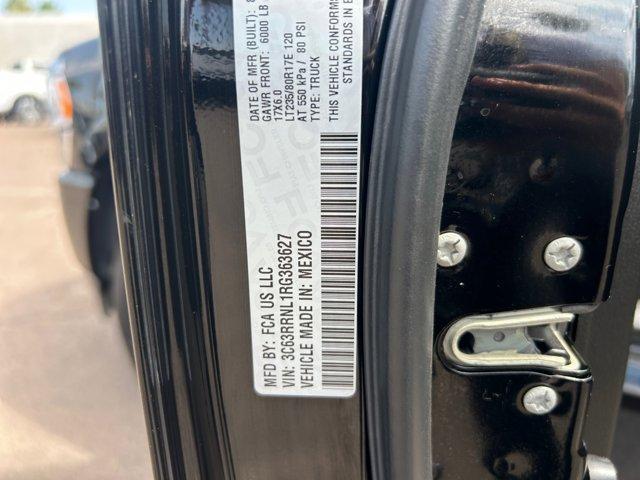 MFD BY: FCA US LLC
DATE OF MFR (BUILT): 8
VIN: 3C63RRNL1RG363627
GAWR FRONT: 6000 LB
VEHICLE MADE IN: MEXICO
17X6.0
LT235/80R17E 120
AT 550 kPa / 80 PSI
TYPE: TRUCK
THIS VEHICLE CONFORMS
STANDARDS IN E